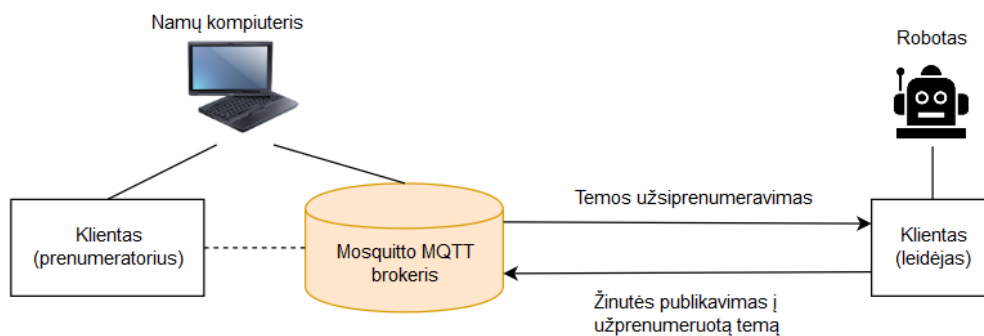 Namų kompiuteris
Robotas
Klientas
(prenumeratorius)
Mosquitto MQTT
brokeris
Temos užsiprenumeravimas
Klientas
(leidėjas)
Žinutės publikavimas į
užprenumeruotą temą